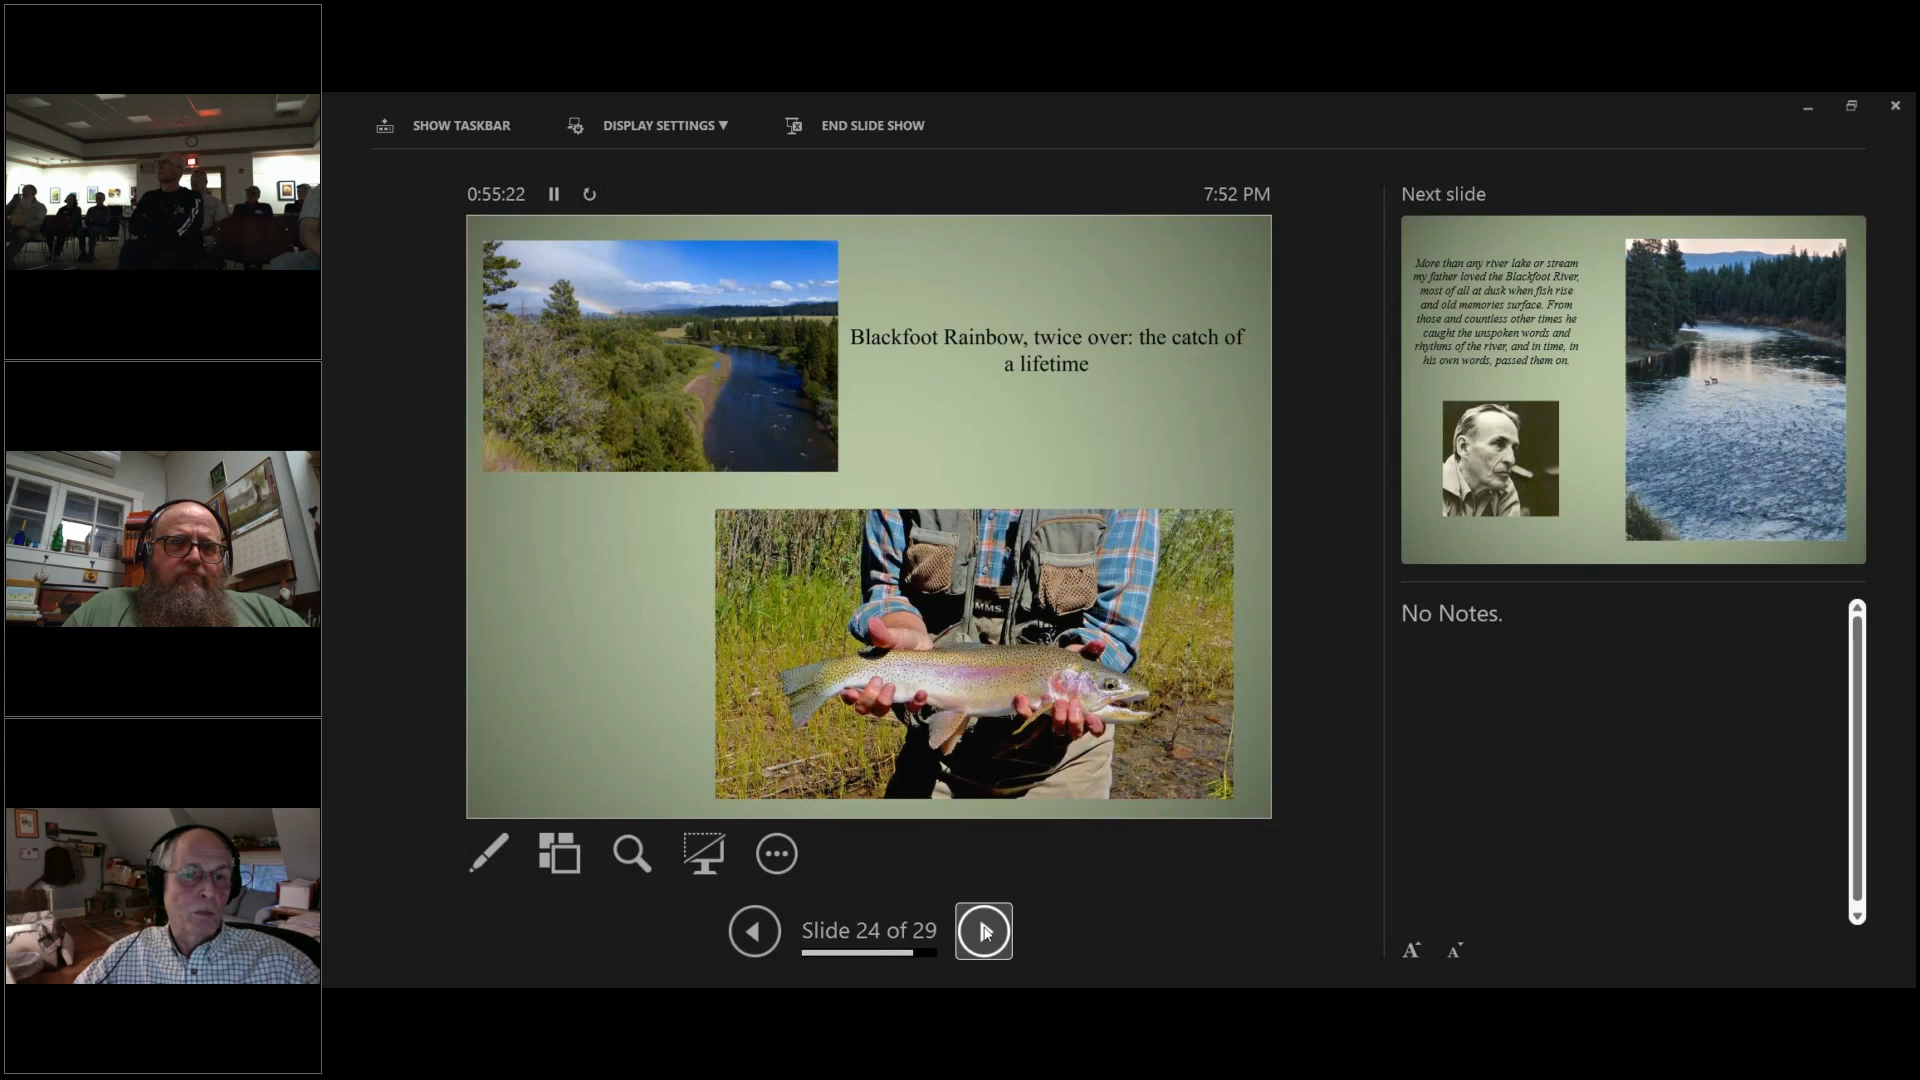 SHOW TASKBAR
DISPLAY SETTINGS ▼
END SLIDE SHOW
0:55:22
7:52 PM
Blackfoot Rainbow, twice over: the catch of
a lifetime
MMS.
Slide 24 of 29
Next slide
More than any river lake or stream
my father loved the Blackfoot River,
most of all at dusk when fish rise
and old memories surface. From
those and countless other times he
caught the unspoken words and
rhythms of the river, and in time, in
his own words, passed them on.
No Notes.
A
A